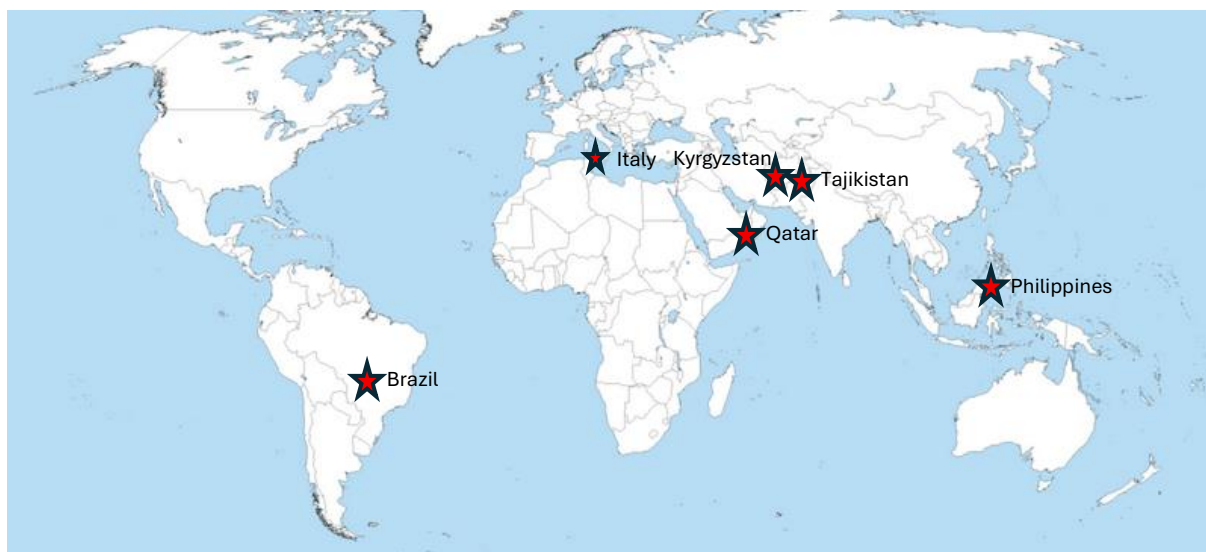 Italy
Kyrgyzstan
Tajikistan
Qatar
Philippines
Brazil